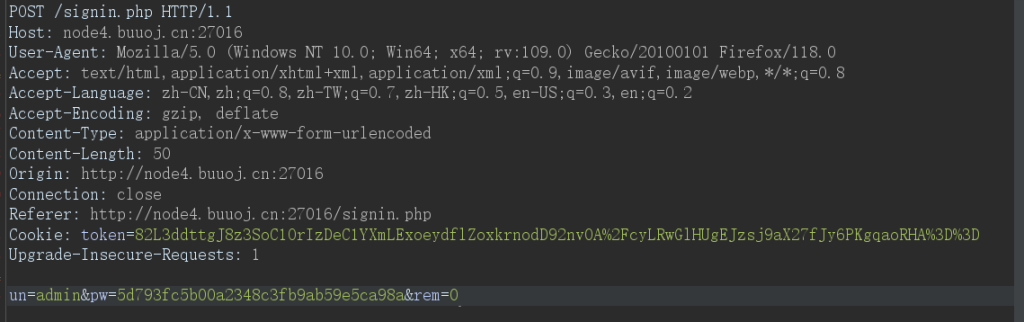 POST /signin.php HTTP/1.1
Host: node4.buuoj.cn:27016
User-Agent: Mozilla/5.0 (Windows NT 10.0; Win64; x64; rv:109.0) Gecko/20100101 Firefox/118.0
Accept: text/html,application/xhtml+xml,application/xml;q=0.9,image/avif,image/webp,*/*;q=0.8
Accept-Language: zh-CN,zh;q=0.8,zh-TW;q=0.7,zh-HK;q=0.5,en-US;q=0.3,en;q=0.2
Accept-Encoding: gzip, deflate
Content-Type: application/x-www-form-urlencoded
Content-Length: 50
Origin: http://node4.buuoj.cn:27016
Connection: close
Referer: http://node4.buuoj.cn:27016/signin.php
Cookie: token=82L3ddttgJ8z3SoC10rIzDeC1YXmLExoeydflZoxkrnodD92nv0A%2FcyLRwGlHUgEJzsj9aX27fJy6PKgqaoRHA%3D%3D
Upgrade-Insecure-Requests: 1
un=admin&pw=5d793fc5b00a2348c3fb9ab59e5ca98a&rem=0